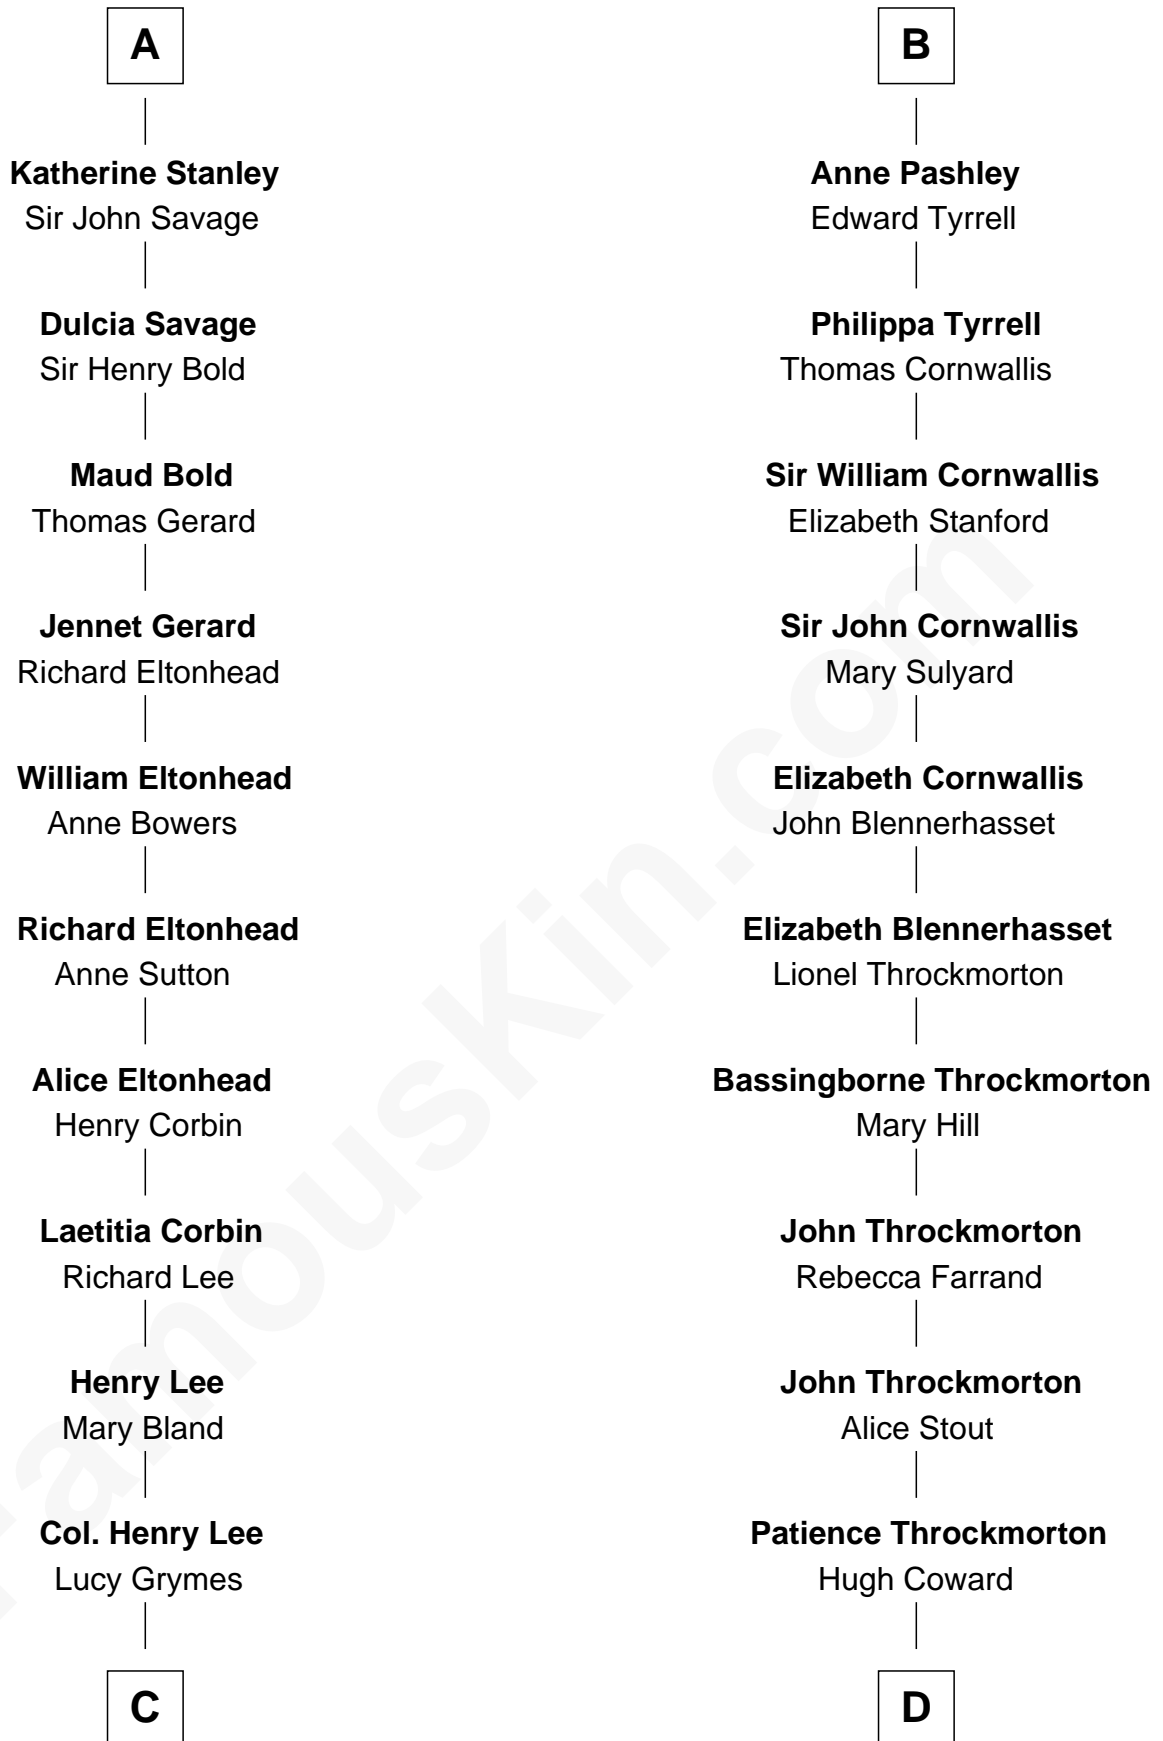 A
Katherine Stanley
Sir John Savage
Dulcia Savage
Sir Henry Bold
Maud Bold
Thomas Gerard
Jennet Gerard
Richard Eltonhead
William Eltonhead
Anne Bowers
Richard Eltonhead
Anne Sutton
Alice Eltonhead
Henry Corbin
Laetitia Corbin
Richard Lee
Henry Lee
Mary Bland
Col. Henry Lee
Lucy Grymes
C
B
Anne Pashley
Edward Tyrrell
Philippa Tyrrell
Thomas Cornwallis
Sir William Cornwallis
Elizabeth Stanford
Sir John Cornwallis
Mary Sulyard
Elizabeth Cornwallis
John Blennerhasset
Elizabeth Blennerhasset
Lionel Throckmorton
Bassingborne Throckmorton
Mary Hill
John Throckmorton
Rebecca Farrand
John Throckmorton
Alice Stout
Patience Throckmorton
Hugh Coward
D
FamousKin.com